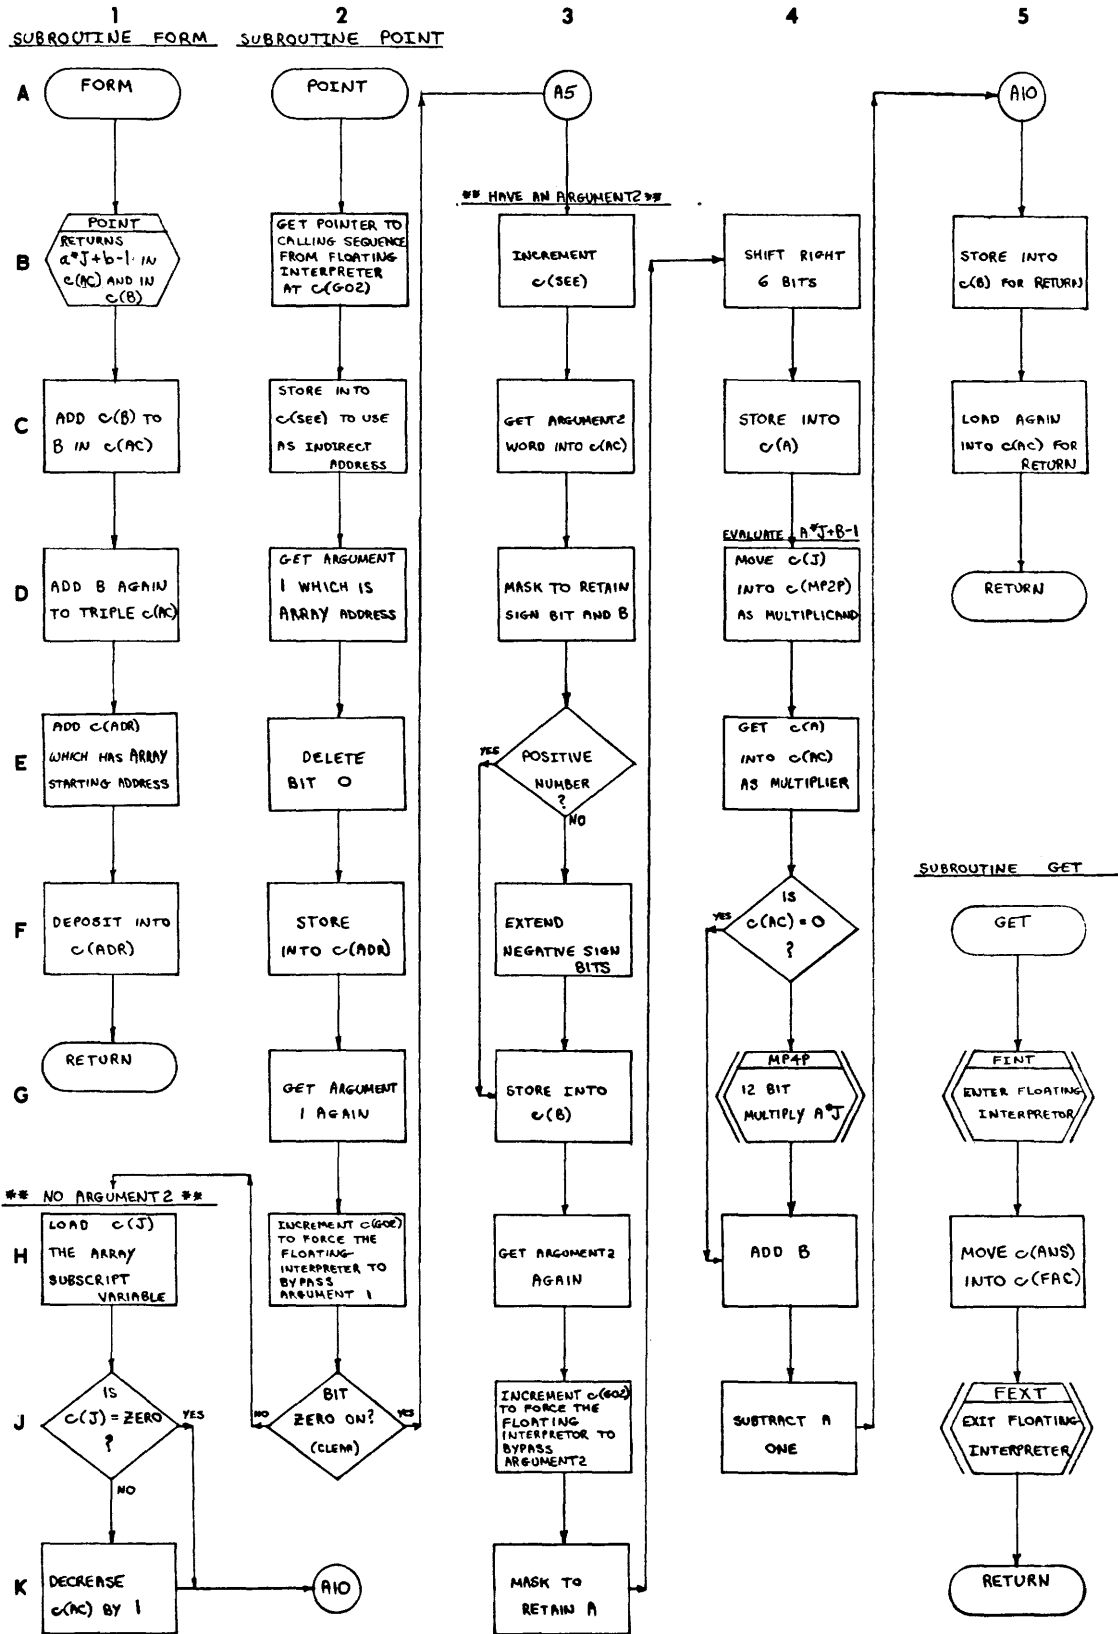 1
2
3
4
5
SUBROUTINE FORM
SUBROUTINE POINT
A
FORM
POINT
A5
A10
** HAVE AN ARGUMENT2 **
B
POINT
RETURNS
a*J+b-1 IN
c(AC) AND IN
c(B)
GET POINTER TO
CALLING SEQUENCE
FROM FLOATING
INTERPRETER
AT c(GO2)
INCREMENT
c(SEE)
SHIFT RIGHT
6 BITS
STORE INTO
c(B) FOR RETURN
C
ADD c(B) TO
B IN c(AC)
STORE INTO
c(SEE) TO USE
AS INDIRECT
ADDRESS
GET ARGUMENT2
WORD INTO c(AC)
STORE INTO
c(A)
LOAD AGAIN
INTO c(AC) FOR
RETURN
EVALUATE A*J+B-1
D
ADD B AGAIN
TO TRIPLE c(AC)
GET ARGUMENT
1 WHICH IS
ARRAY ADDRESS
MASK TO RETAIN
SIGN BIT AND B
MOVE c(J)
INTO c(MP2P)
AS MULTIPLICAND
RETURN
E
ADD c(ADR)
WHICH HAS ARRAY
STARTING ADDRESS
DELETE
BIT 0
YES
POSITIVE
NUMBER
?
NO
GET c(A)
INTO c(AC)
AS MULTIPLIER
SUBROUTINE GET
F
DEPOSIT INTO
c(ADR)
STORE
INTO c(ADR)
EXTEND
NEGATIVE SIGN
BITS
YES
IS
c(AC) = 0
?
GET
G
RETURN
GET ARGUMENT
1 AGAIN
STORE INTO
c(B)
MP4P
12 BIT
MULTIPLY A*J
FINT
ENTER FLOATING
INTERPRETOR
** NO ARGUMENT 2 **
H
LOAD c(J)
THE ARRAY
SUBSCRIPT
VARIABLE
INCREMENT c(GO2)
TO FORCE THE
FLOATING
INTERPRETER TO
BYPASS
ARGUMENT 1
GET ARGUMENT2
AGAIN
ADD B
MOVE c(ANS)
INTO c(FAC)
J
IS
c(J) = ZERO
?
YES
NO
NO
BIT
ZERO ON?
(CLEAR)
YES
INCREMENT c(GO2)
TO FORCE THE
FLOATING
INTERPRETOR TO
BYPASS
ARGUMENT2
SUBTRACT A
ONE
FEXT
EXIT FLOATING
INTERPRETER
K
DECREASE
c(AC) BY 1
A10
MASK TO
RETAIN A
RETURN